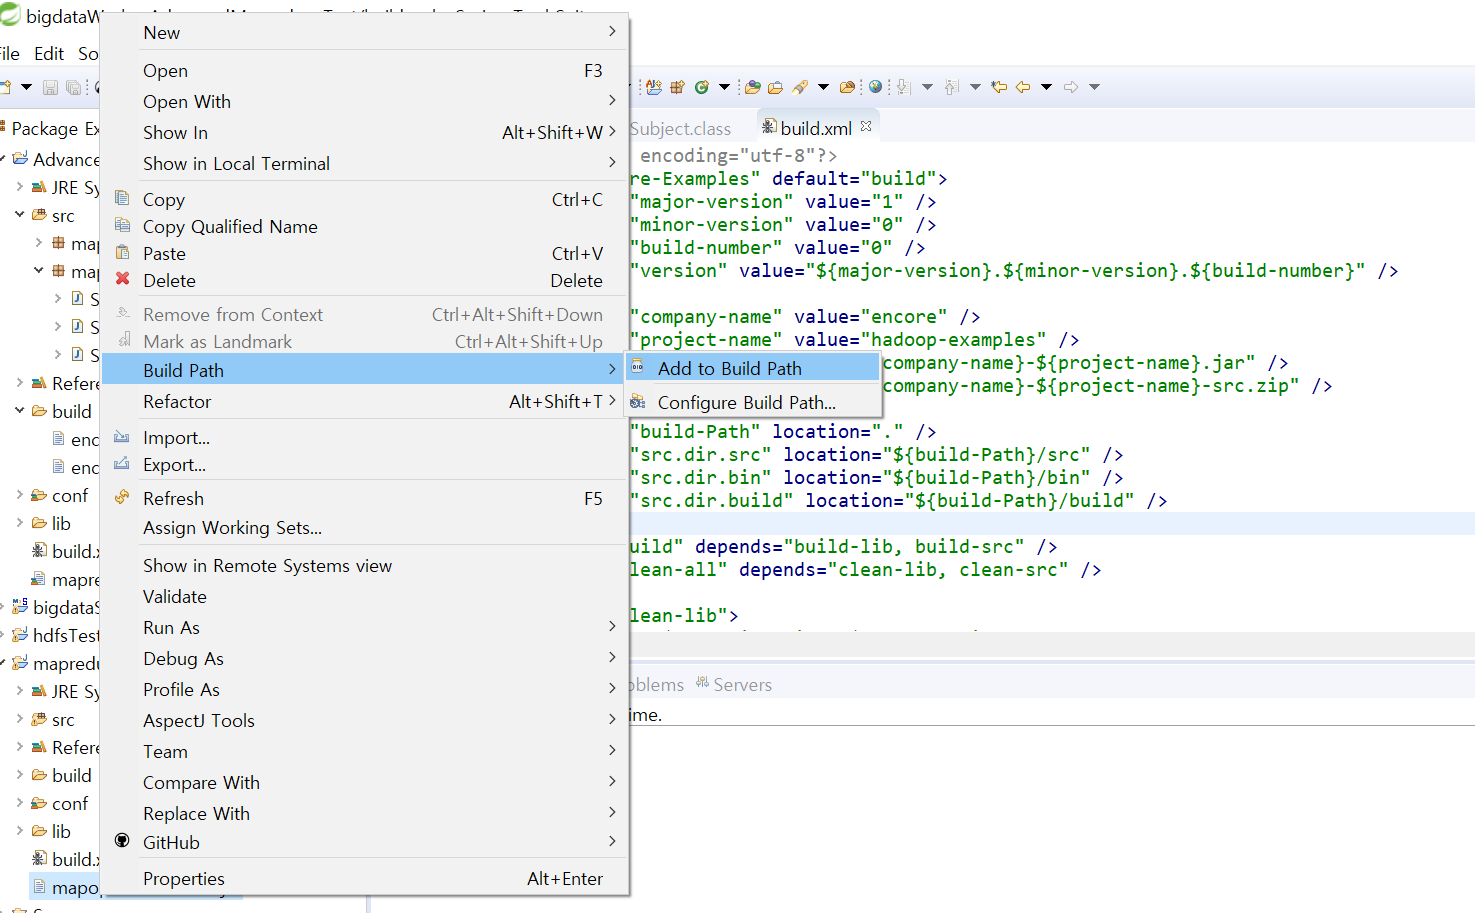 bigdataW
File Edit So
Package Ex
Advance
JRE Sy
src
map
map
S
S
S
Refere
build
enc
enc
conf
lib
build.x
mapre
bigdataS
hdfsTest
mapredu
JRE Sy
src
Refere
build
conf
lib
build.x
mapo
New
Open F3
Open With
Show In Alt+Shift+W
Show in Local Terminal
Copy Ctrl+C
Copy Qualified Name
Paste Ctrl+V
Delete Delete
Remove from Context Ctrl+Alt+Shift+Down
Mark as Landmark Ctrl+Alt+Shift+Up
Build Path
Refactor Alt+Shift+T
Import...
Export...
Refresh F5
Assign Working Sets...
Show in Remote Systems view
Validate
Run As
Debug As
Profile As
AspectJ Tools
Team
Compare With
Replace With
GitHub
Properties Alt+Enter
Add to Build Path
Configure Build Path...
Subject.class build.xml
encoding="utf-8"?>
re-Examples" default="build">
"major-version" value="1" />
"minor-version" value="0" />
"build-number" value="0" />
"version" value="${major-version}.${minor-version}.${build-number}" />
"company-name" value="encore" />
"project-name" value="hadoop-examples" />
company-name}-${project-name}.jar" />
company-name}-${project-name}-src.zip" />
"build-Path" location="." />
"src.dir.src" location="${build-Path}/src" />
"src.dir.bin" location="${build-Path}/bin" />
"src.dir.build" location="${build-Path}/build" />
uild" depends="build-lib, build-src" />
lean-all" depends="clean-lib, clean-src" />
lean-lib">
oblems Servers
ime.